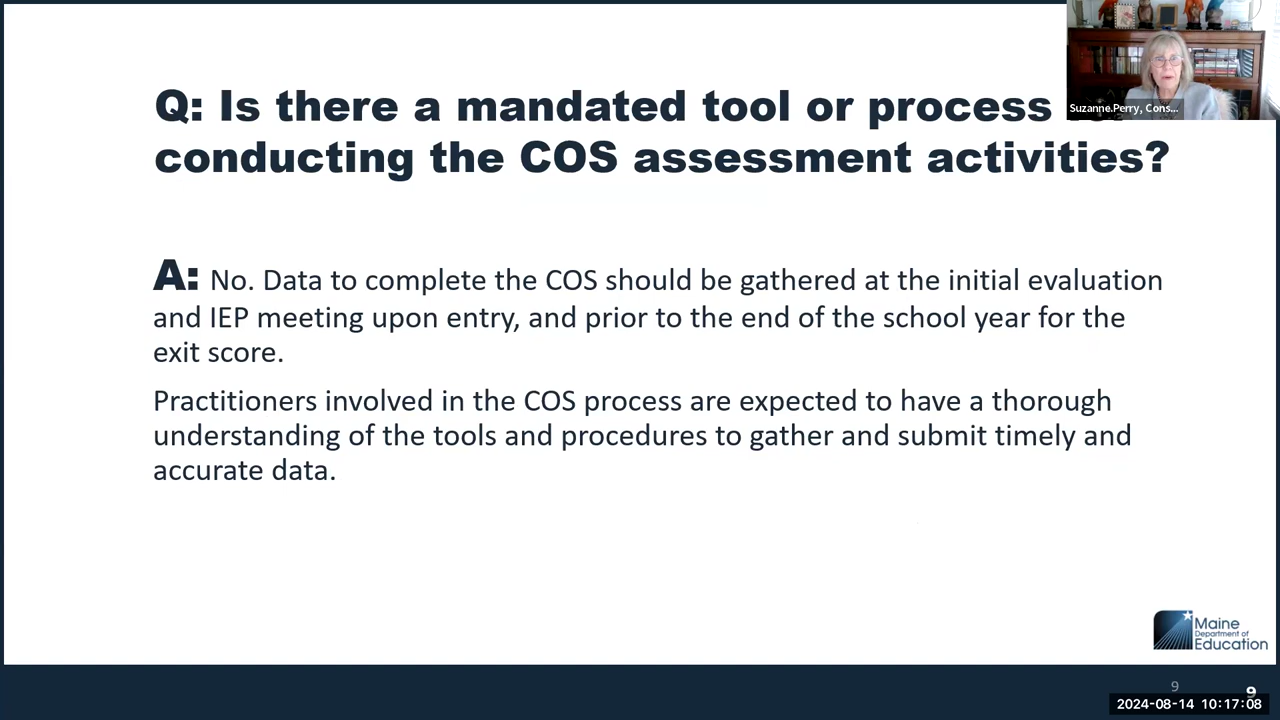 Q: Is there a mandated tool or process
conducting the COS assessment activities?
Suzanne.Perry, Cons...
A: No. Data to complete the COS should be gathered at the initial evaluation
and IEP meeting upon entry, and prior to the end of the school year for the
exit score.
Practitioners involved in the COS process are expected to have a thorough
understanding of the tools and procedures to gather and submit timely and
accurate data.
Maine
Department of
Education
9
9
2024-08-14 10:17:08